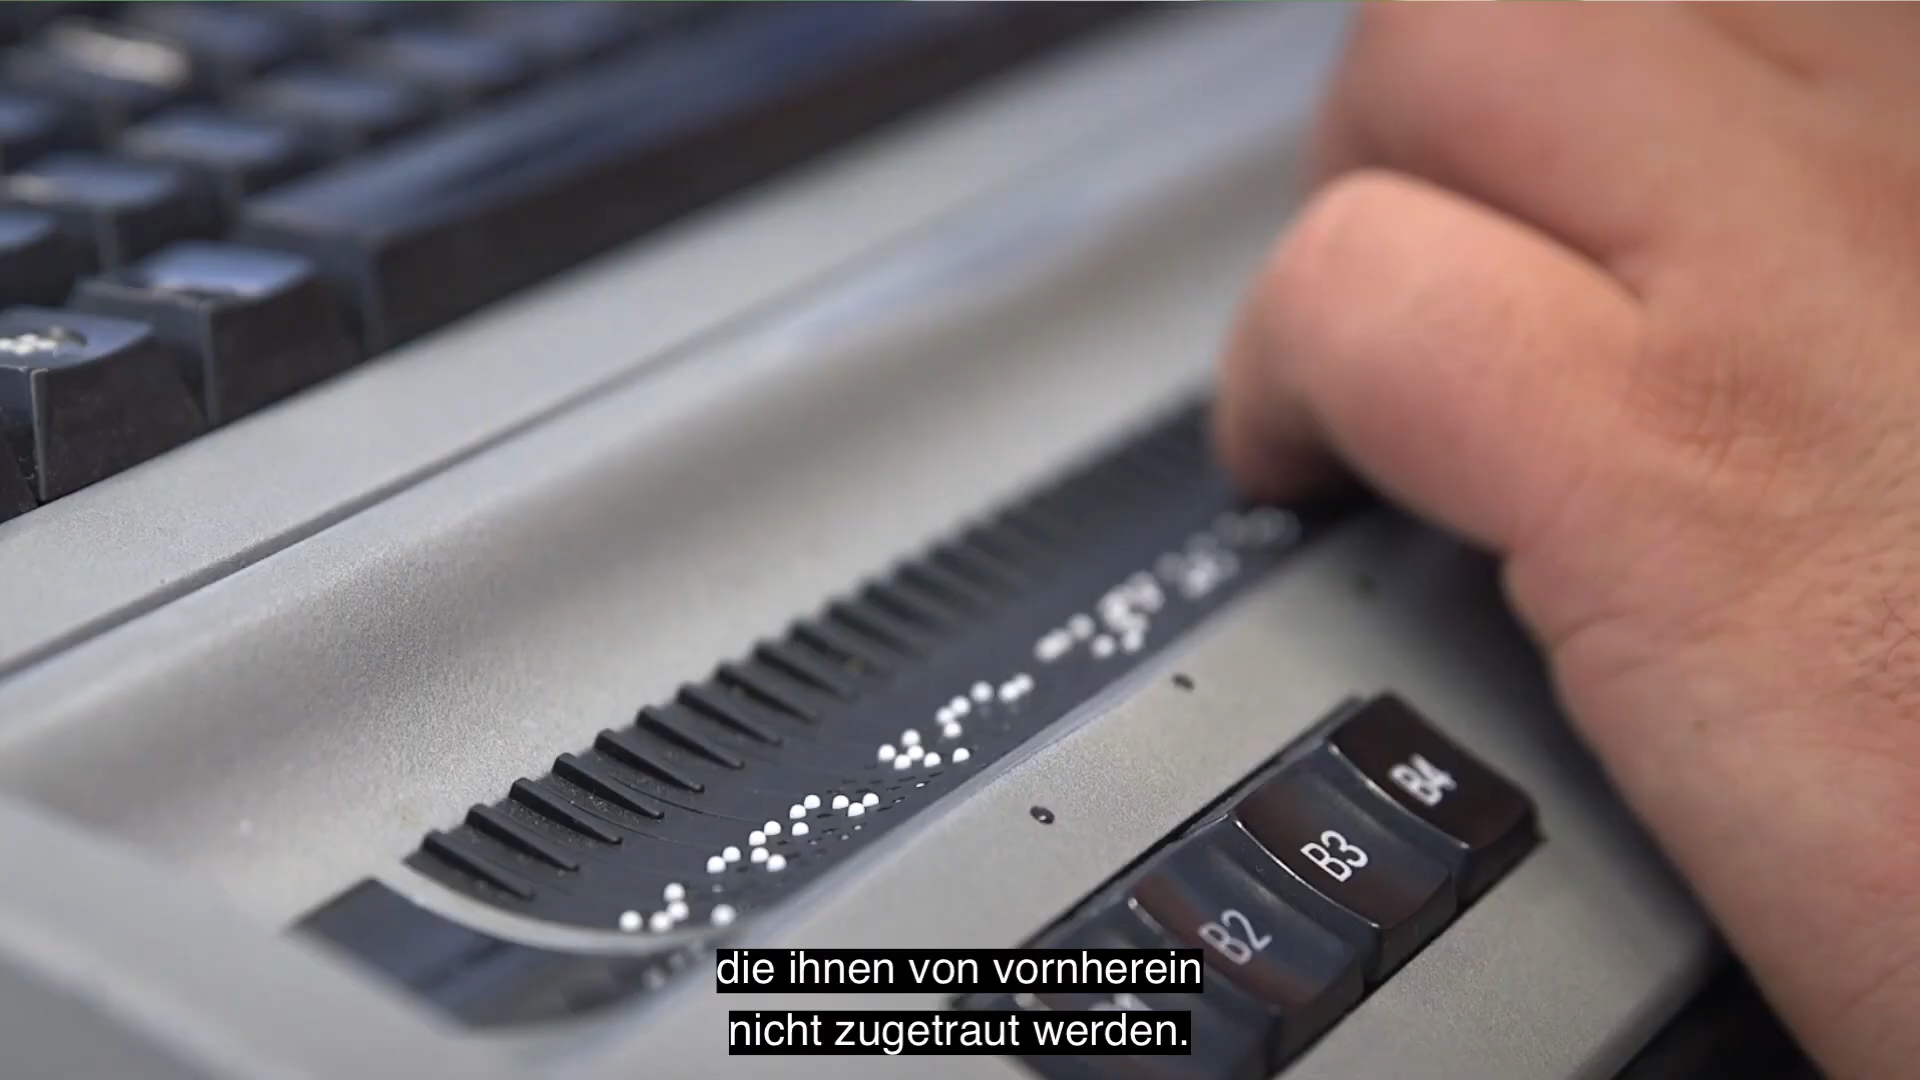 B4
B3
B2
die ihnen von vornherein
nicht zugetraut werden.